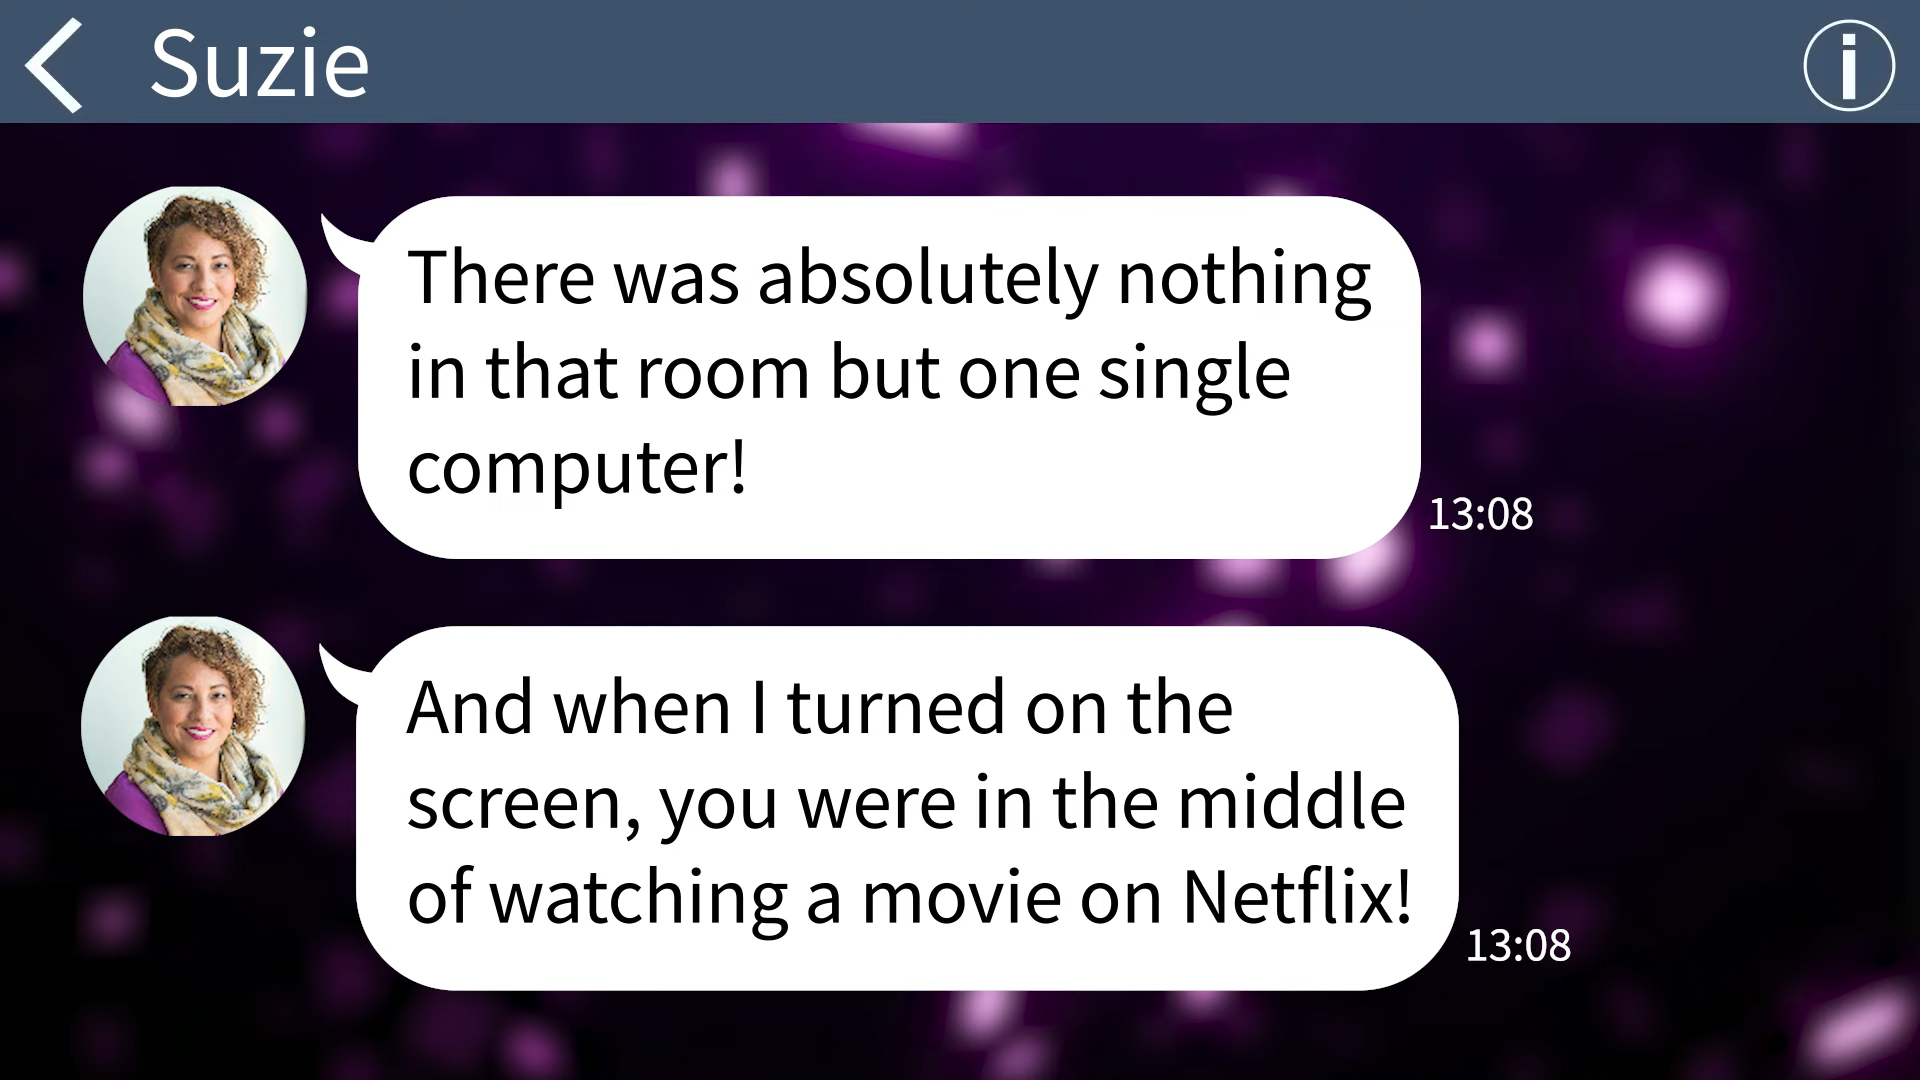 Suzie
There was absolutely nothing
in that room but one single
computer!
13:08
And when I turned on the
screen, you were in the middle
of watching a movie on Netflix!
13:08